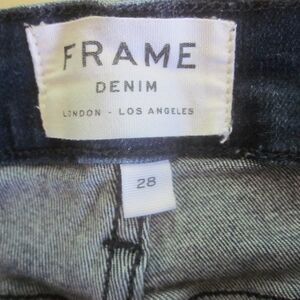 FRAME
DENIM
LONDON - LOS ANGELES
28